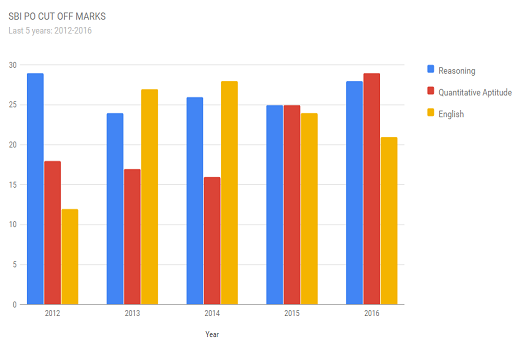 SBI PO CUT OFF MARKS
Last 5 years: 2012-2016
30
25
20
15
10
5
0
2012 2013 2014 2015 2016
Year
Reasoning
Quantitative Aptitude
English